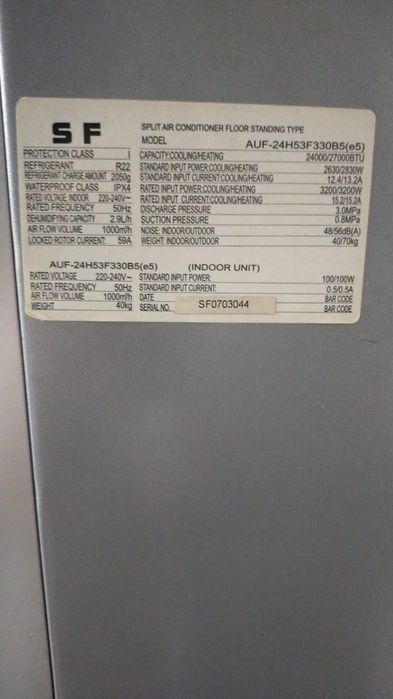 SF
SPLIT AIR CONDITIONER FLOOR STANDING TYPE
MODEL AUF-24H53F330B5(e5)
PROTECTION CLASS I CAPACITY:COOLING/HEATING 24000/27000BTU
REFRIGERANT R22 STANDARD INPUT POWER:COOLING/HEATING 2630/2830W
REFRIGERANT CHARGE AMOUNT 2050g STANDARD INPUT CURRENT:COOLING/HEATING 12.4/13.2A
WATERPROOF CLASS IPX4 RATED INPUT POWER:COOLING/HEATING 3200/3200W
RATED VOLTAGE: INDOOR 220-240V~ RATED INPUT CURRENT:COOLING/HEATING 15.2/15.2A
RATED FREQUENCY 50Hz DISCHARGE PRESSURE 3.0MPa
DEHUMIDIFYING CAPACITY 2.9L/h SUCTION PRESSURE 0.8MPa
AIR FLOW VOLUME 1000m³/h NOISE: INDOOR/OUTDOOR 48/56dB(A)
LOCKED ROTOR CURRENT: 59A WEIGHT: INDOOR/OUTDOOR 40/70kg
AUF-24H53F330B5(e5) (INDOOR UNIT)
RATED VOLTAGE 220-240V~ STANDARD INPUT POWER: 100/100W
RATED FREQUENCY 50Hz STANDARD INPUT CURRENT: 0.5/0.5A
AIR FLOW VOLUME 1000m³/h DATE BAR CODE
WEIGHT 40kg SERIAL NO. SF0703044 BAR CODE